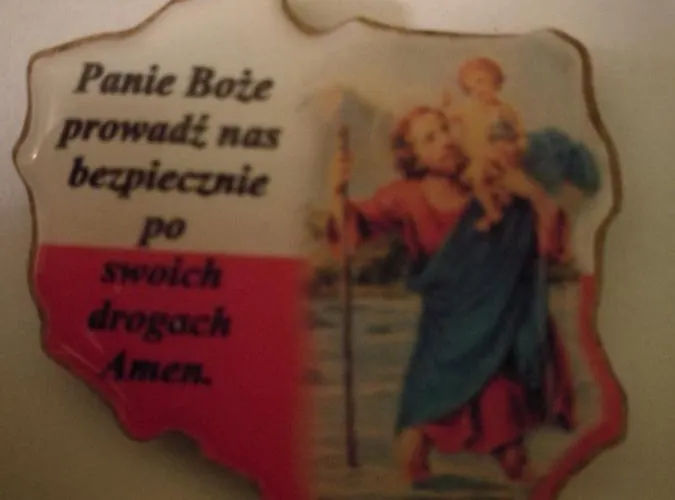 Panie Boże
prowadź nas
bezpiecznie
po
swoich
drogach
Amen.